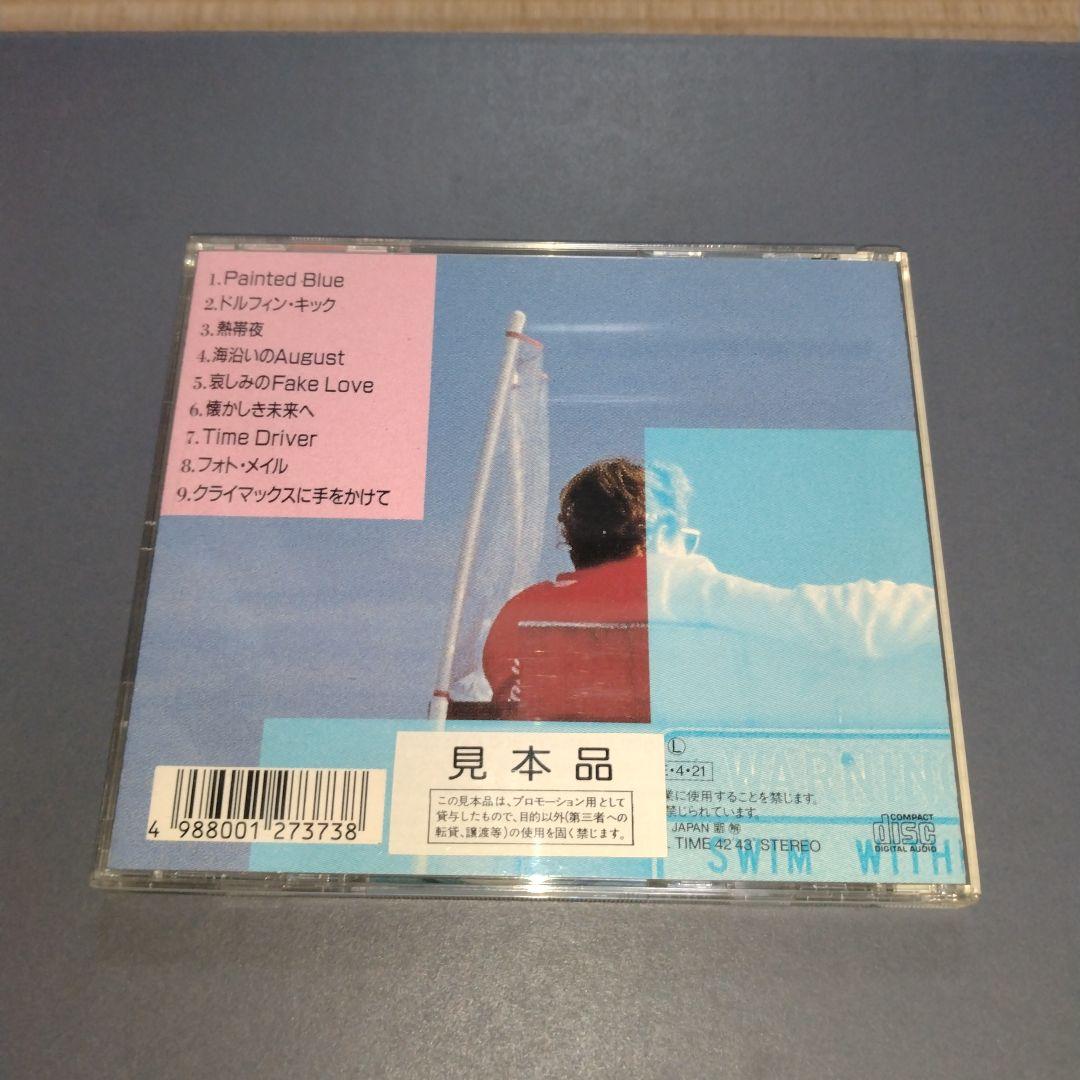 1.Painted Blue
2.ドルフィン・キック
3.熱帯夜
4.海沿いのAugust
5.哀しみのFake Love
6.懐かしき未来へ
7.Time Driver
8.フォト・メイル
9.クライマックスに手をかけて
4 988001 273738
見本品
この見本品は、プロモーション用として
貸与したもので、目的以外(第三者への
転貸、譲渡等)の使用を固く禁じます。
Ⓛ
・4・21
に使用することを禁じます。
禁じられています。
JAPAN
TIME 42'43" STEREO
WARNING
SWIM WITH
COMPACT
disc
DIGITAL AUDIO